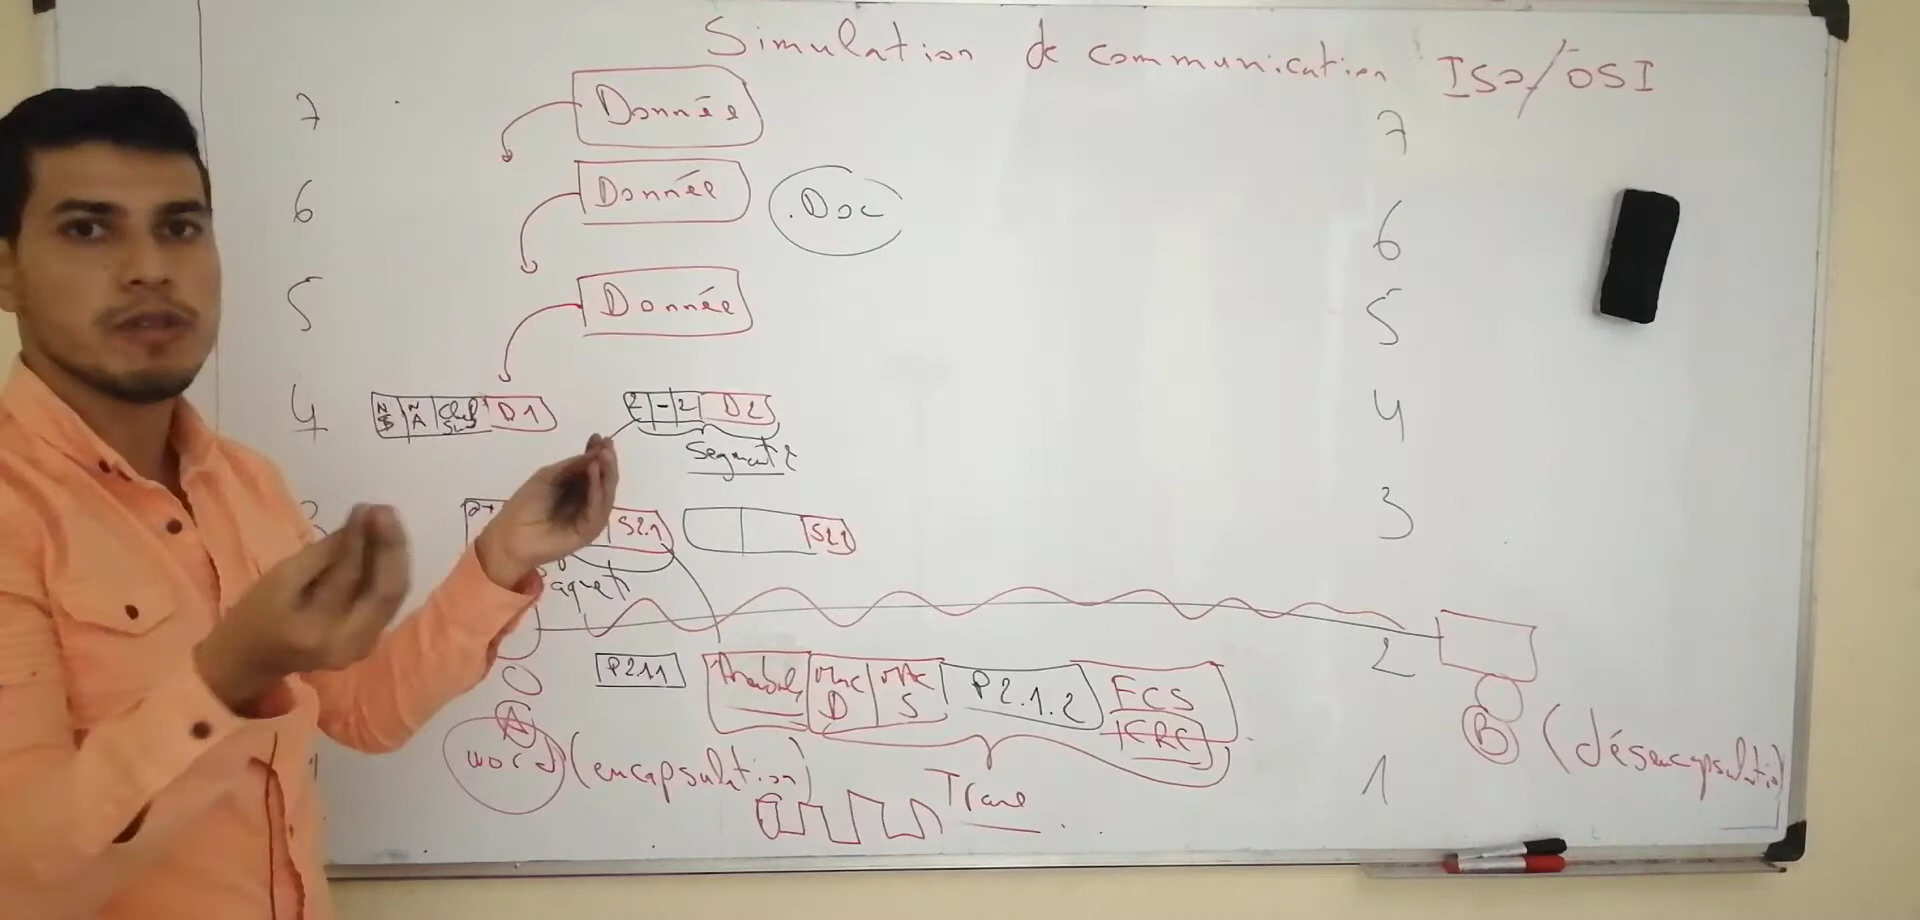 Simulation de communication ISO/OSI
7 Donnée 7
6 Donnée .Doc 6
5 Donnée 5
4 N S N A D1 2 - 2 D2 4
Segment 2
3 S2.1 S2.1 3
Paquet
P2.1.1 MAC D MAC S P2.1.2 FCS 2
CRC
A B (désencapsulation)
word (encapsulation) Trame 1